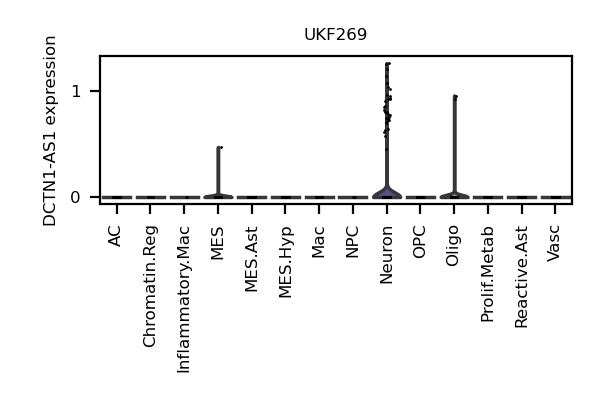 UKF269
DCTN1-AS1 expression
1
0
AC
Chromatin.Reg
Inflammatory.Mac
MES
MES.Ast
MES.Hyp
Mac
NPC
Neuron
OPC
Oligo
Prolif.Metab
Reactive.Ast
Vasc